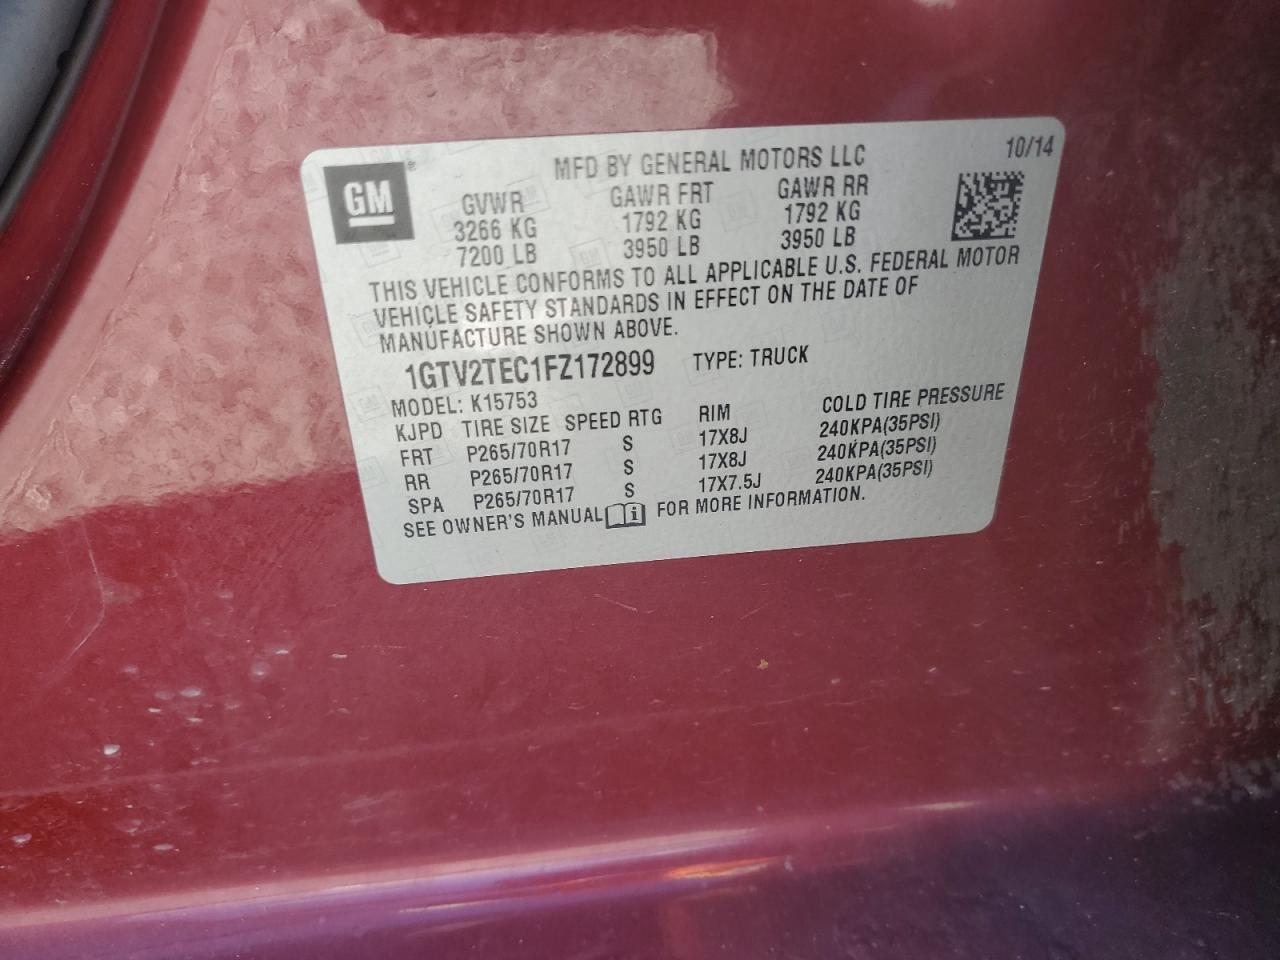 GM ®
MFD BY GENERAL MOTORS LLC 10/14
GVWR GAWR FRT GAWR RR
3266 KG 1792 KG 1792 KG
7200 LB 3950 LB 3950 LB
THIS VEHICLE CONFORMS TO ALL APPLICABLE U.S. FEDERAL MOTOR
VEHICLE SAFETY STANDARDS IN EFFECT ON THE DATE OF
MANUFACTURE SHOWN ABOVE.
1GTV2TEC1FZ172899 TYPE: TRUCK
MODEL: K15753
KJPD TIRE SIZE SPEED RTG RIM COLD TIRE PRESSURE
FRT P265/70R17 S 17X8J 240KPA(35PSI)
RR P265/70R17 S 17X8J 240KPA(35PSI)
SPA P265/70R17 S 17X7.5J 240KPA(35PSI)
SEE OWNER'S MANUAL i FOR MORE INFORMATION.